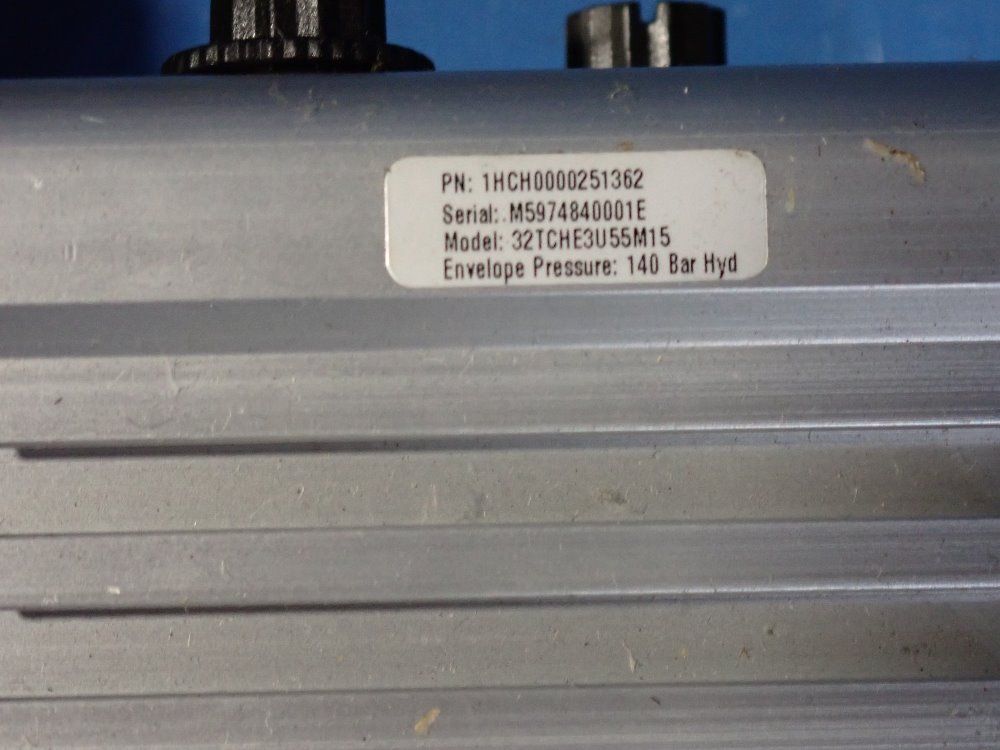 PN: 1HCH0000251362
Serial: M5974840001E
Model: 32TCHE3U55M15
Envelope Pressure: 140 Bar Hyd